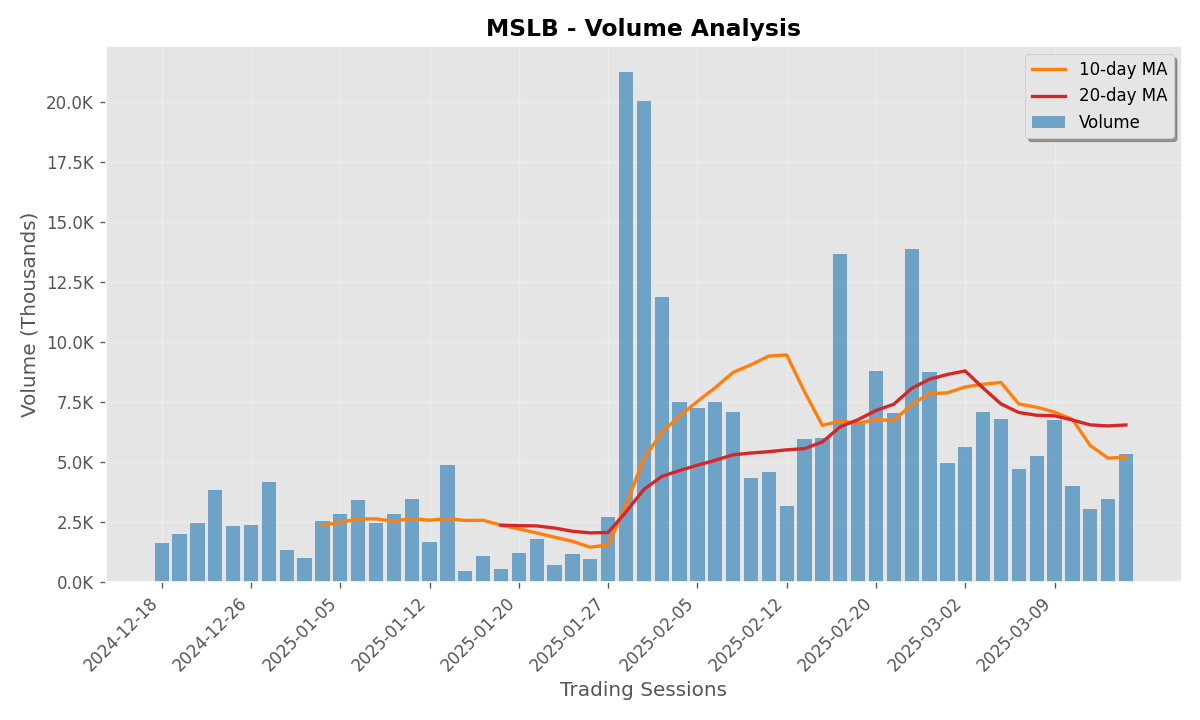 MSLB - Volume Analysis
10-day MA
20-day MA
Volume
Volume (Thousands)
20.0K
17.5K
15.0K
12.5K
10.0K
7.5K
5.0K
2.5K
0.0K
2024-12-18
2024-12-26
2025-01-05
2025-01-12
2025-01-20
2025-01-27
2025-02-05
2025-02-12
2025-02-20
2025-03-02
2025-03-09
Trading Sessions